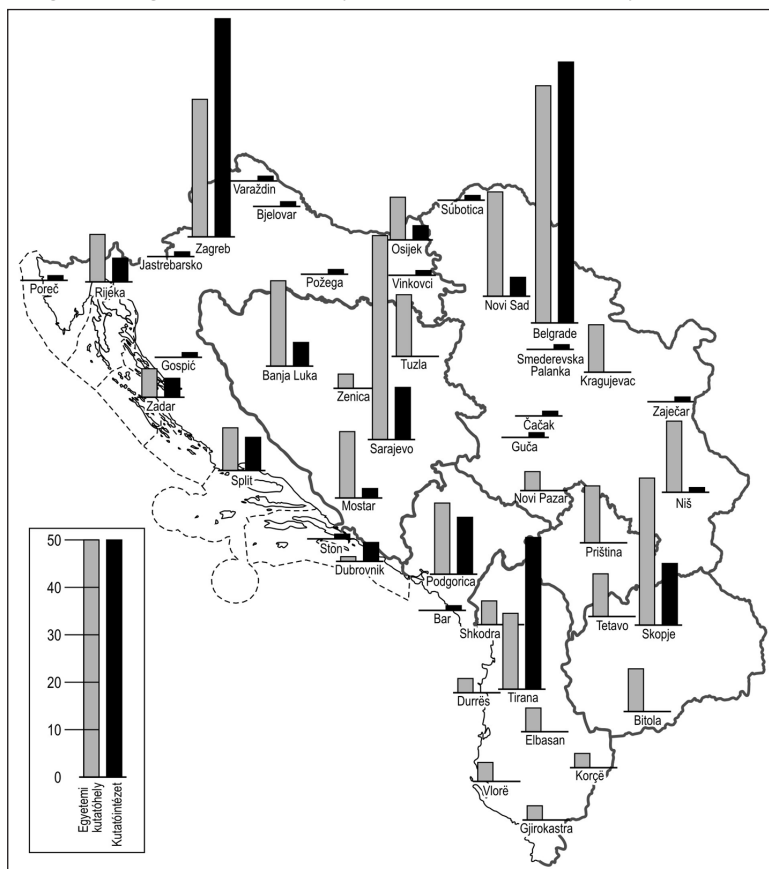 Varaždin
Bjelovar
Subotica
Zagreb
Osijek
Jastrebarsko
Poreč
Rijeka
Požega
Vinkovci
Novi Sad
Belgrade
Smederevska
Palanka
Kragujevac
Gospić
Banja Luka
Tuzla
Zenica
Zadar
Zaječar
Čačak
Guča
Sarajevo
Split
Mostar
Novi Pazar
Niš
Ston
Dubrovnik
Priština
Podgorica
Bar
Shkodra
Tetavo
Skopje
Durrës
Tirana
Bitola
Elbasan
Korçë
Vlorë
Gjirokastra
50
40
30
20
10
0
Egyetemi
kutatóhely
Kutatóintézet